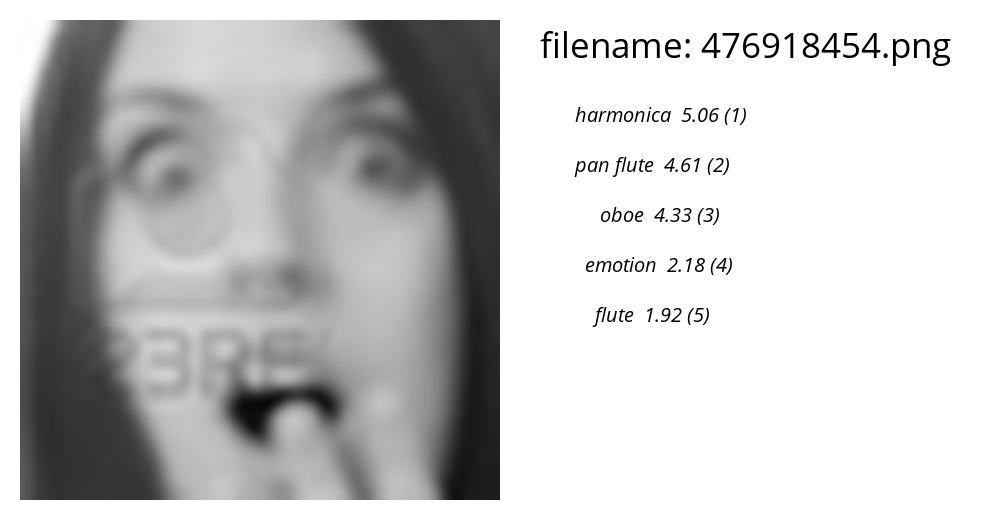 filename: 476918454.png
harmonica 5.06 (1)
pan flute 4.61 (2)
oboe 4.33 (3)
emotion 2.18 (4)
flute 1.92 (5)